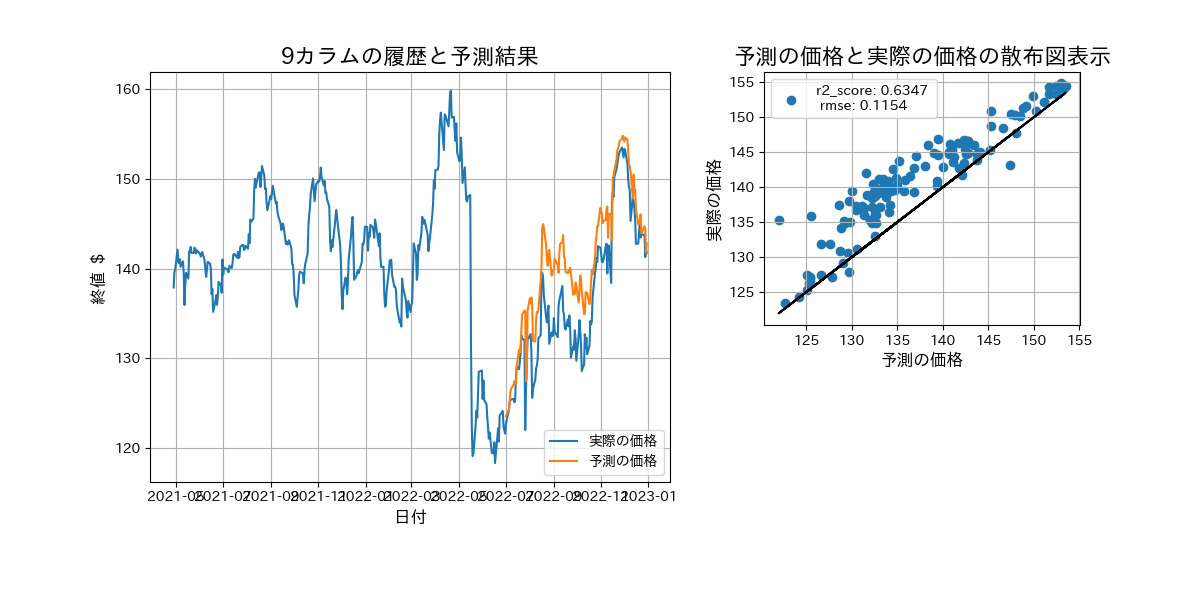 9カラムの履歴と予測結果
160
150
140
130
120
終値 $
2021-05 2021-07 2021-09 2021-11 2022-01 2022-03 2022-05 2022-07 2022-09 2022-11 2023-01
日付
実際の価格
予測の価格
予測の価格と実際の価格の散布図表示
r2_score: 0.6347
rmse: 0.1154
155
150
145
140
135
130
125
実際の価格
125 130 135 140 145 150 155
予測の価格